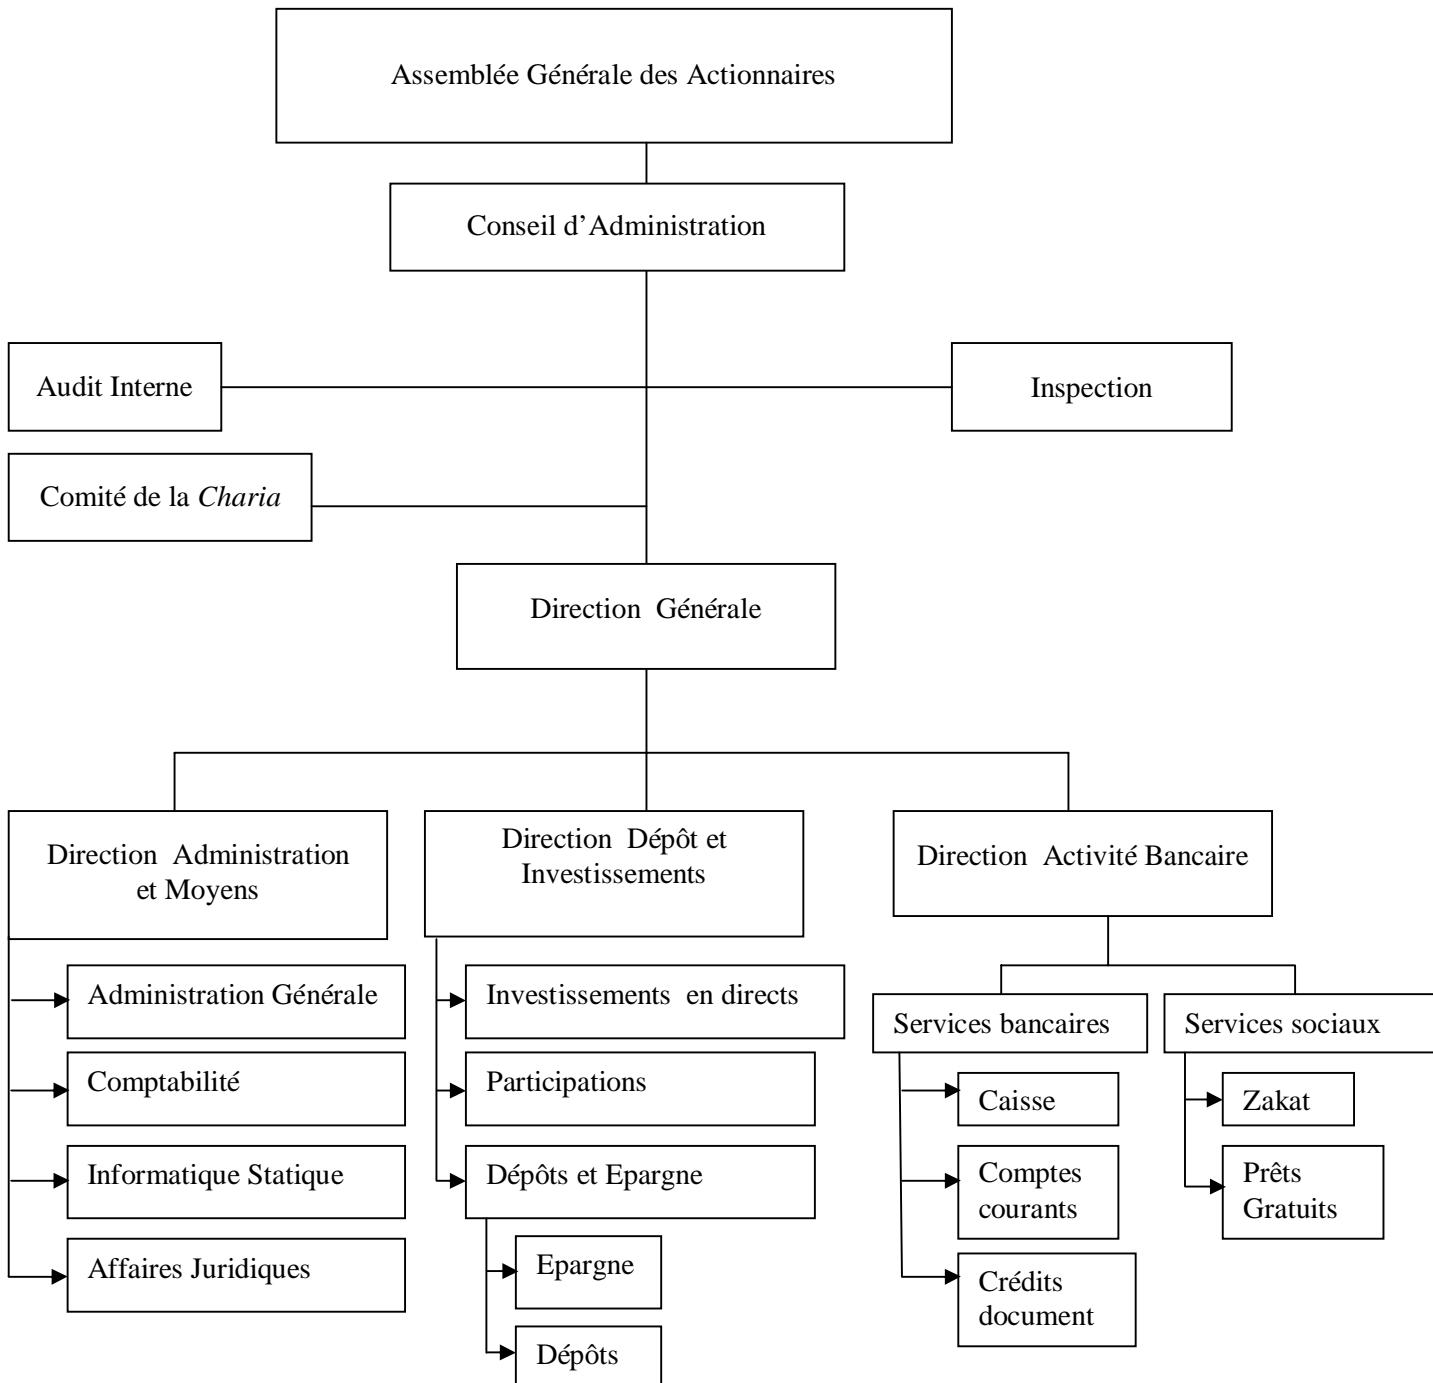 Assemblée Générale des Actionnaires
Conseil d’Administration
Audit Interne
Inspection
Comité de la Charia
Direction Générale
Direction Administration
et Moyens
Direction Dépôt et
Investissements
Direction Activité Bancaire
Administration Générale
Comptabilité
Informatique Statique
Affaires Juridiques
Investissements en directs
Participations
Dépôts et Epargne
Epargne
Dépôts
Services bancaires
Caisse
Comptes
courants
Crédits
document
Services sociaux
Zakat
Prêts
Gratuits